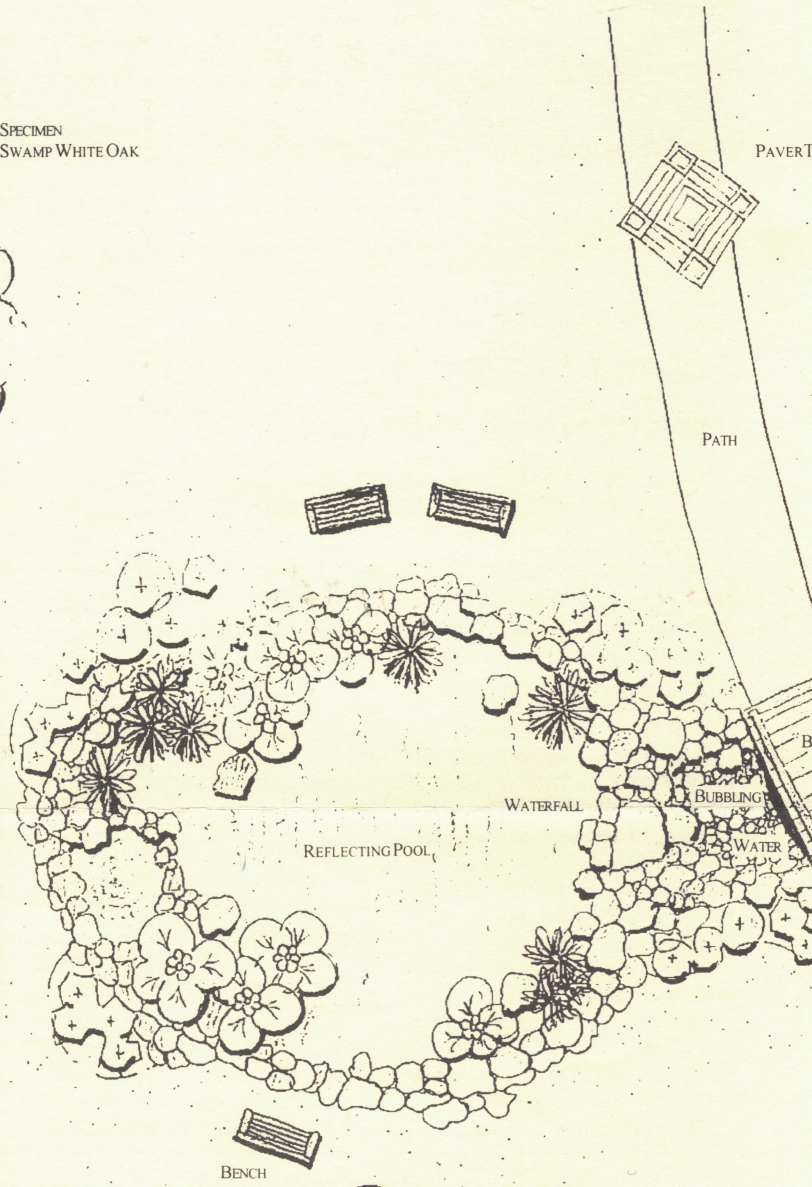 SPECIMEN
SWAMP WHITE OAK
PAVER T
PATH
B
BUBBLING
WATERFALL
WATER
REFLECTING POOL
BENCH